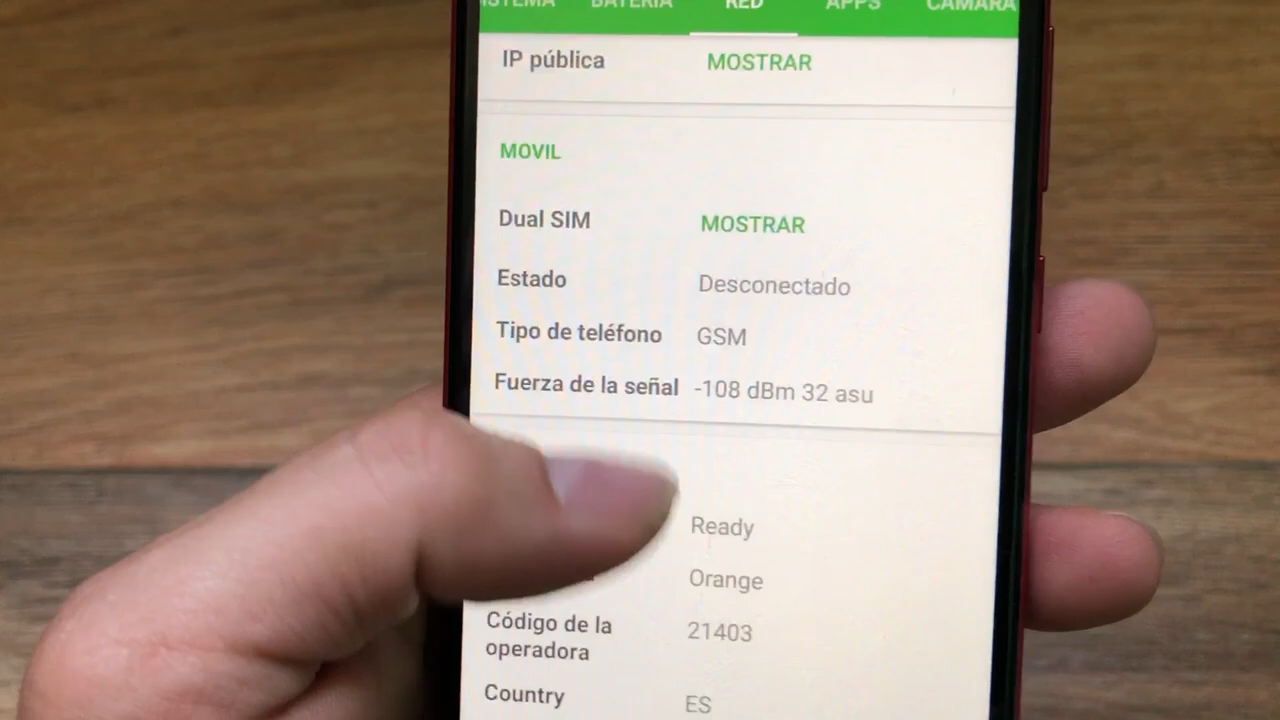 ISTEMA BATERÍA RED APPS CÁMARA
IP pública MOSTRAR
MOVIL
Dual SIM MOSTRAR
Estado Desconectado
Tipo de teléfono GSM
Fuerza de la señal -108 dBm 32 asu
Ready
Orange
Código de la operadora 21403
Country ES